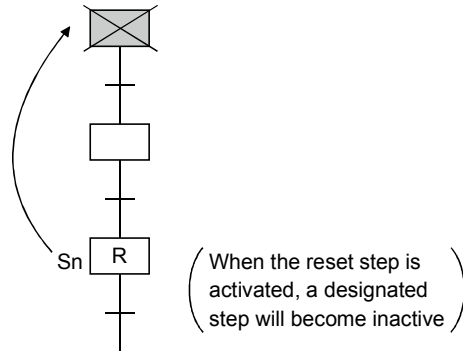 Sn
R
When the reset step is
activated, a designated
step will become inactive